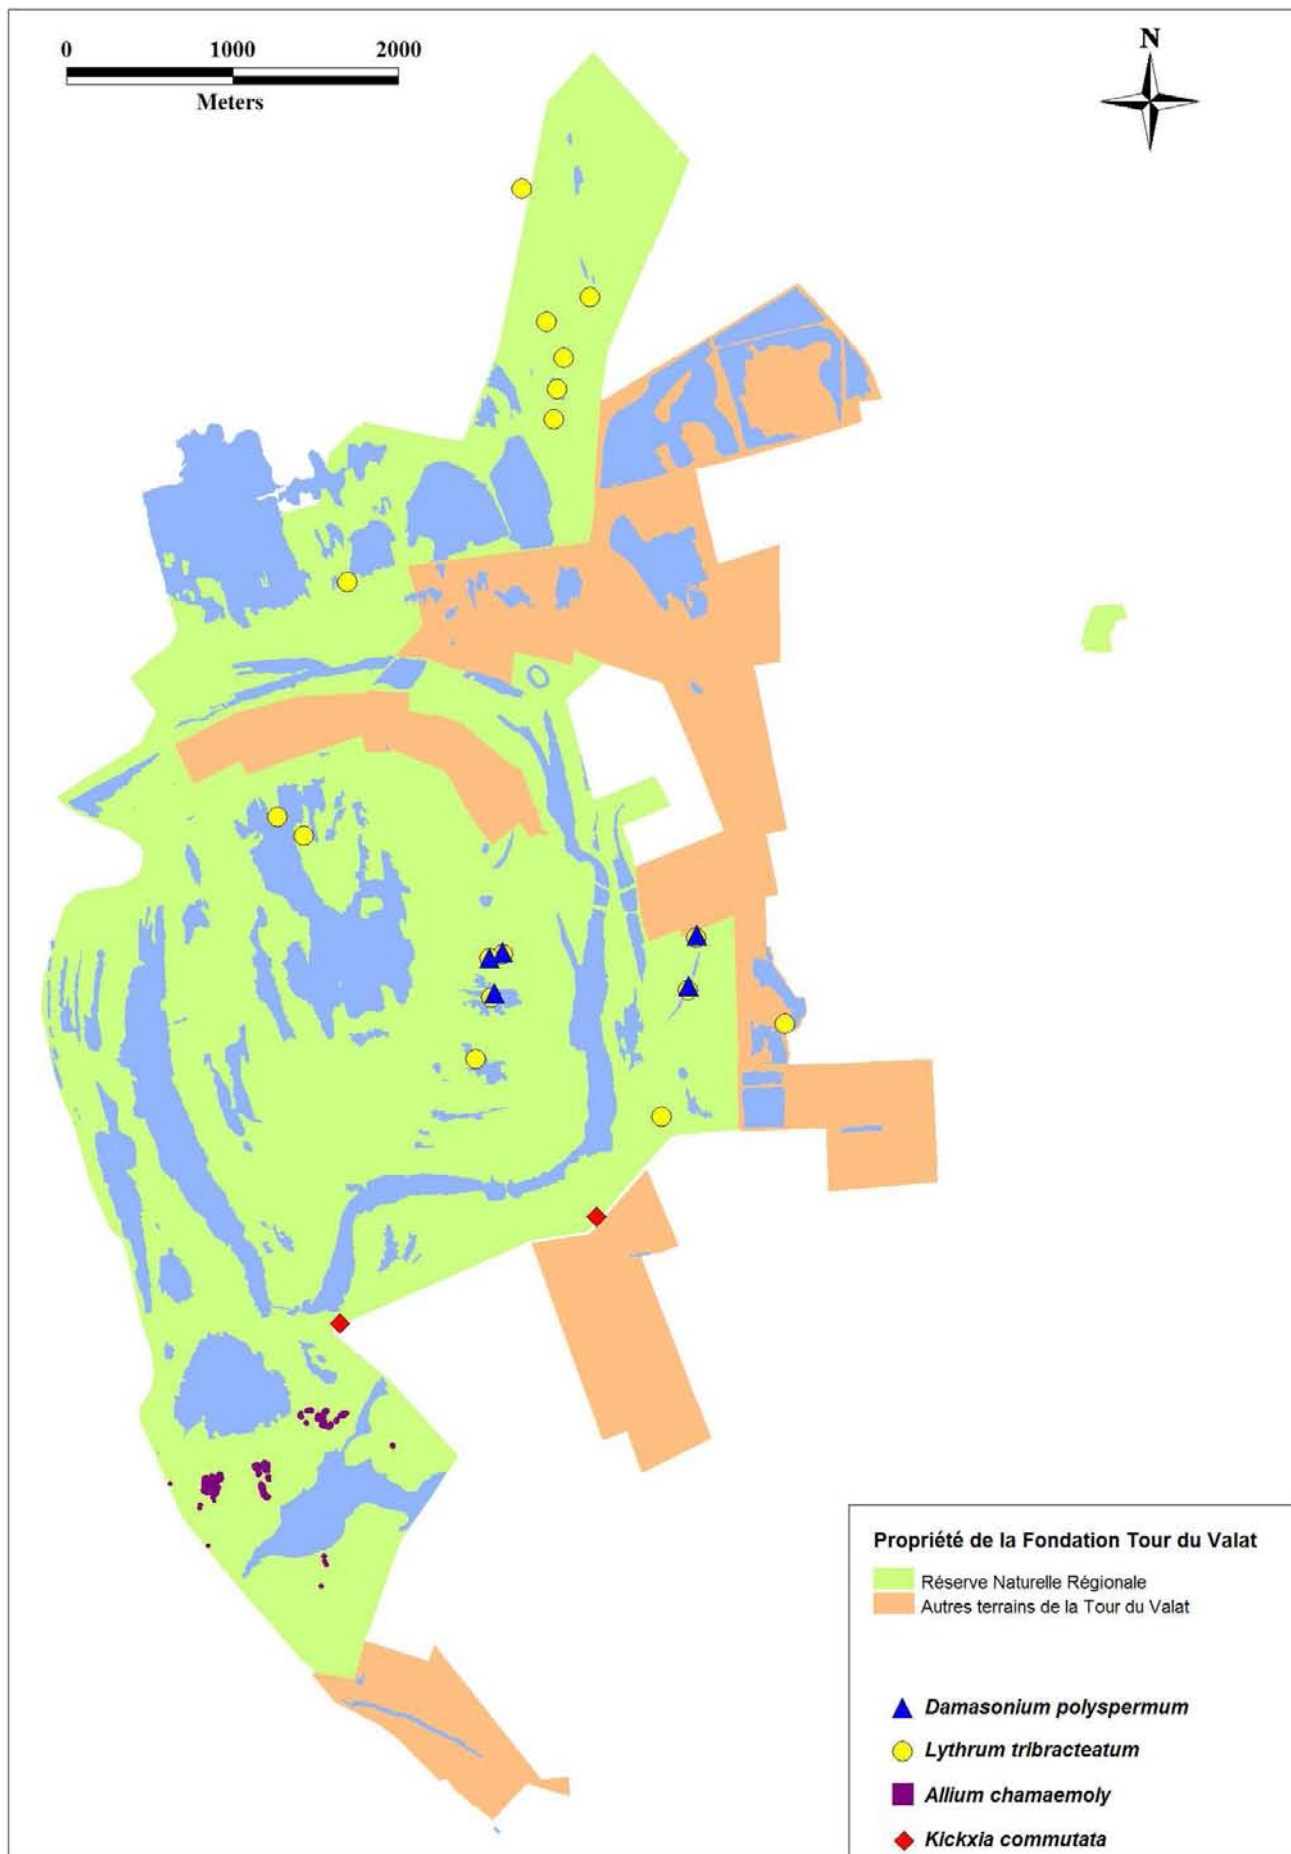 0 1000 2000
Meters
N
Propriété de la Fondation Tour du Valat
Réserve Naturelle Régionale
Autres terrains de la Tour du Valat
Damasonium polyspermum
Lythrum tribracteatum
Allium chamaemoly
Kickxia commutata